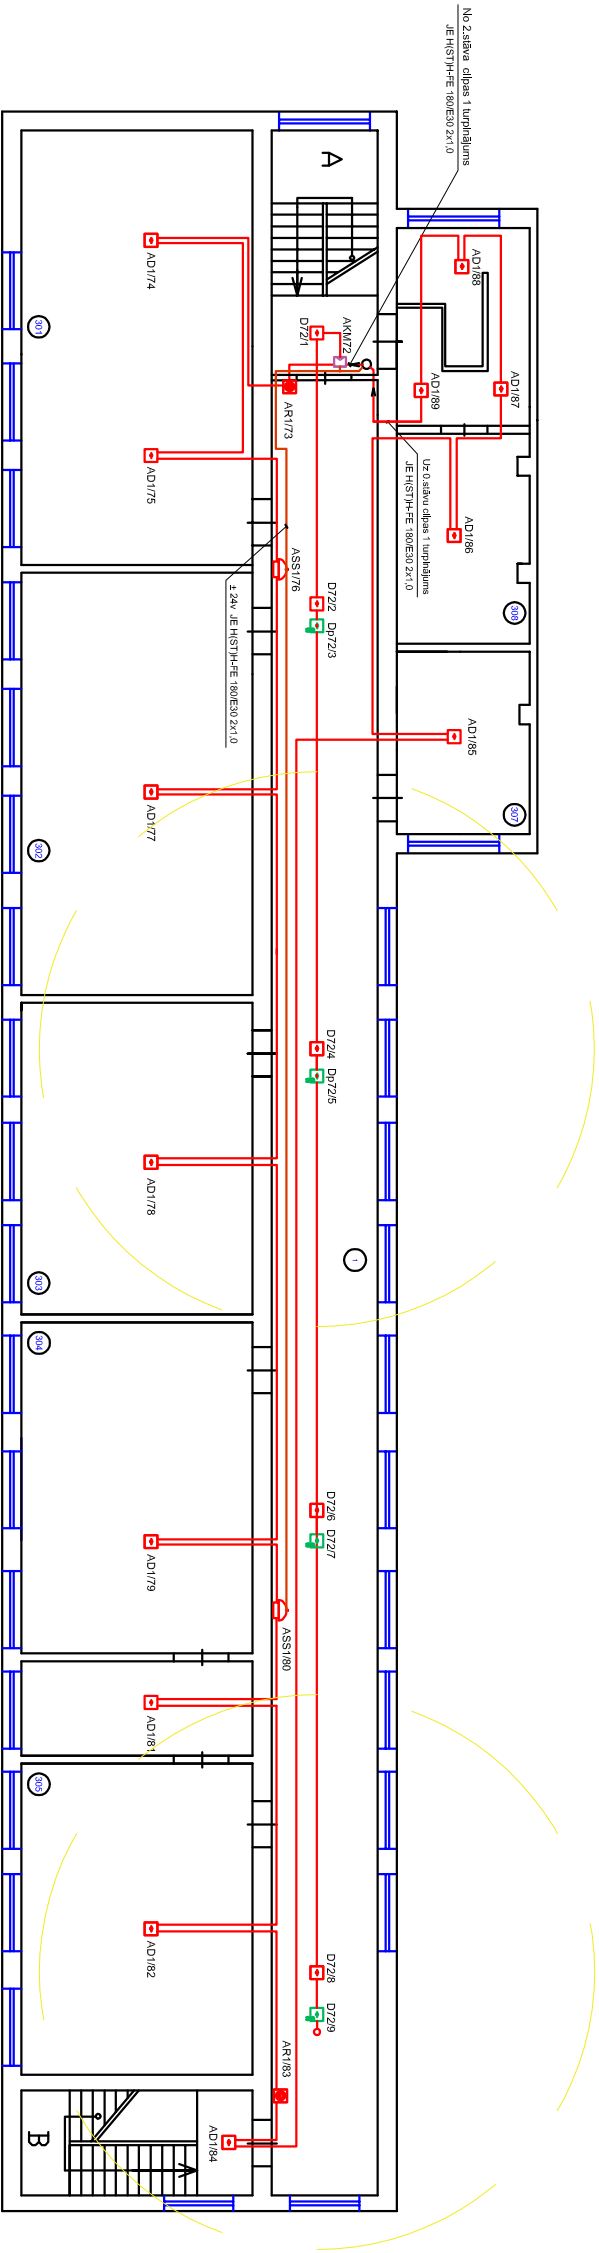 No 2.stāva cilpas 1 turpinājums
JE H(ST)H-FE 180/E30 2x1,0
A
AD1/88
AD1/74
301
D72/1
AKM72
AD1/89
AD1/87
AR1/73
AD1/75
Uz 0.stāvu cilpas 1 turpinājums
JE H(ST)H-FE 180/E30 2x1,0
AD1/86
ASS1/76
± 24v JE H(ST)H-FE 180/E30 2x1,0
D72/2
Dp72/3
308
AD1/85
AD1/77
302
307
D72/4
Dp72/5
AD1/78
1
303
304
D72/6
D72/7
AD1/79
ASS1/80
AD1/81
305
AD1/82
D72/8
D72/9
AR1/83
AD1/84
B